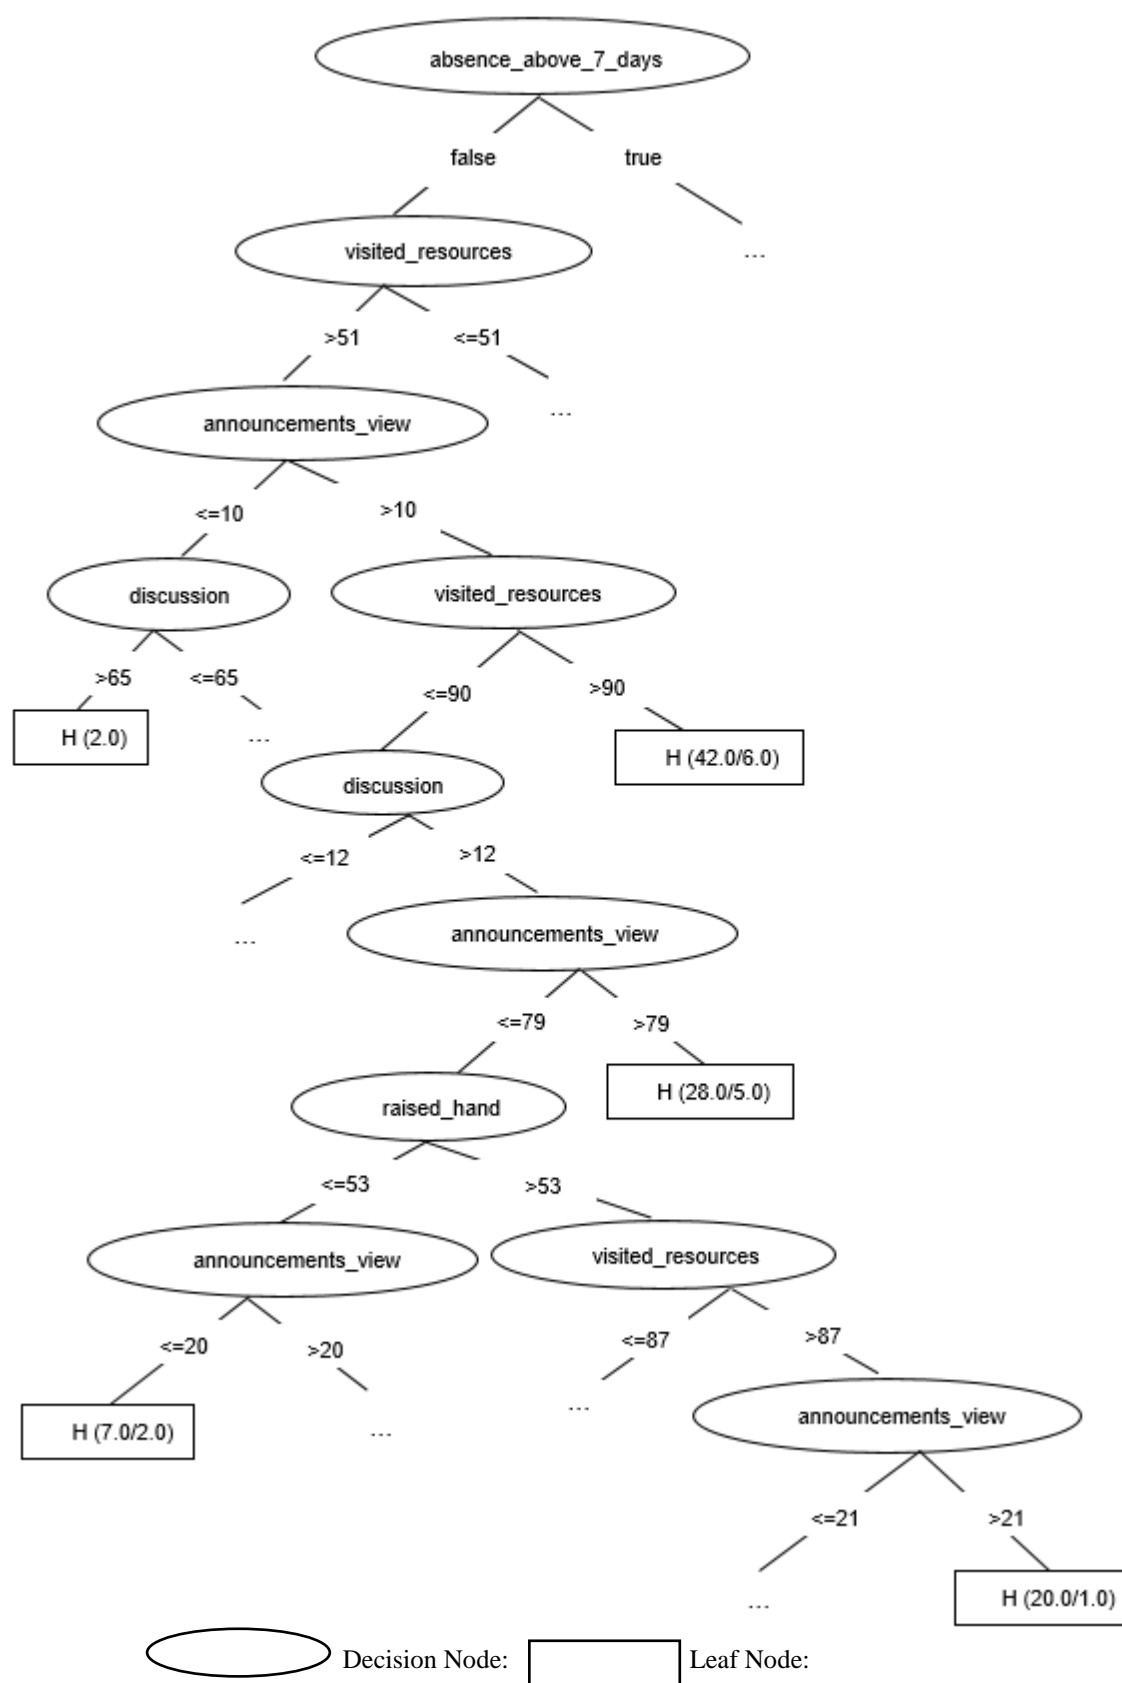 absence_above_7_days
false true
...
visited_resources
>51 <=51
...
announcements_view
<=10 >10
discussion visited_resources
>65 <=65 <=90 >90
H (2.0) ... H (42.0/6.0)
discussion
<=12 >12
... announcements_view
<=79 >79
raised_hand H (28.0/5.0)
<=53 >53
announcements_view visited_resources
<=20 >20 <=87 >87
H (7.0/2.0) ... ... announcements_view
<=21 >21
... H (20.0/1.0)
Decision Node: Leaf Node: